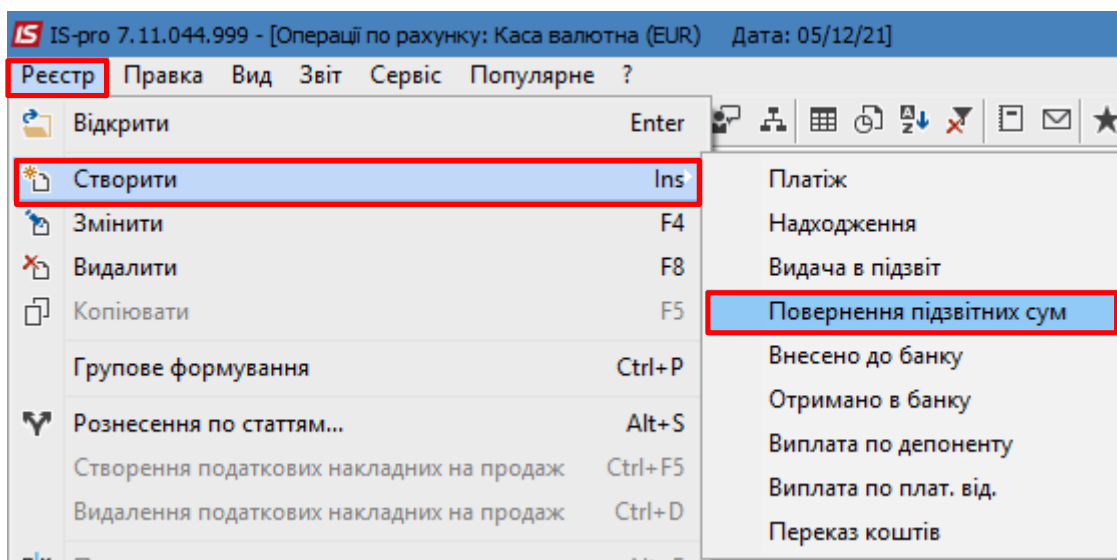 IS IS-pro 7.11.044.999 - [Операції по рахунку: Каса валютна (EUR) Дата: 05/12/21]
Реєстр Правка Вид Звіт Сервіс Популярне ?
Відкрити Enter
Створити Ins
Змінити F4
Видалити F8
Копіювати F5
Групове формування Ctrl+P
Рознесення по статтям... Alt+S
Створення податкових накладних на продаж Ctrl+F5
Видалення податкових накладних на продаж Ctrl+D
Платіж
Надходження
Видача в підзвіт
Повернення підзвітних сум
Внесено до банку
Отримано в банку
Виплата по депоненту
Виплата по плат. від.
Переказ коштів